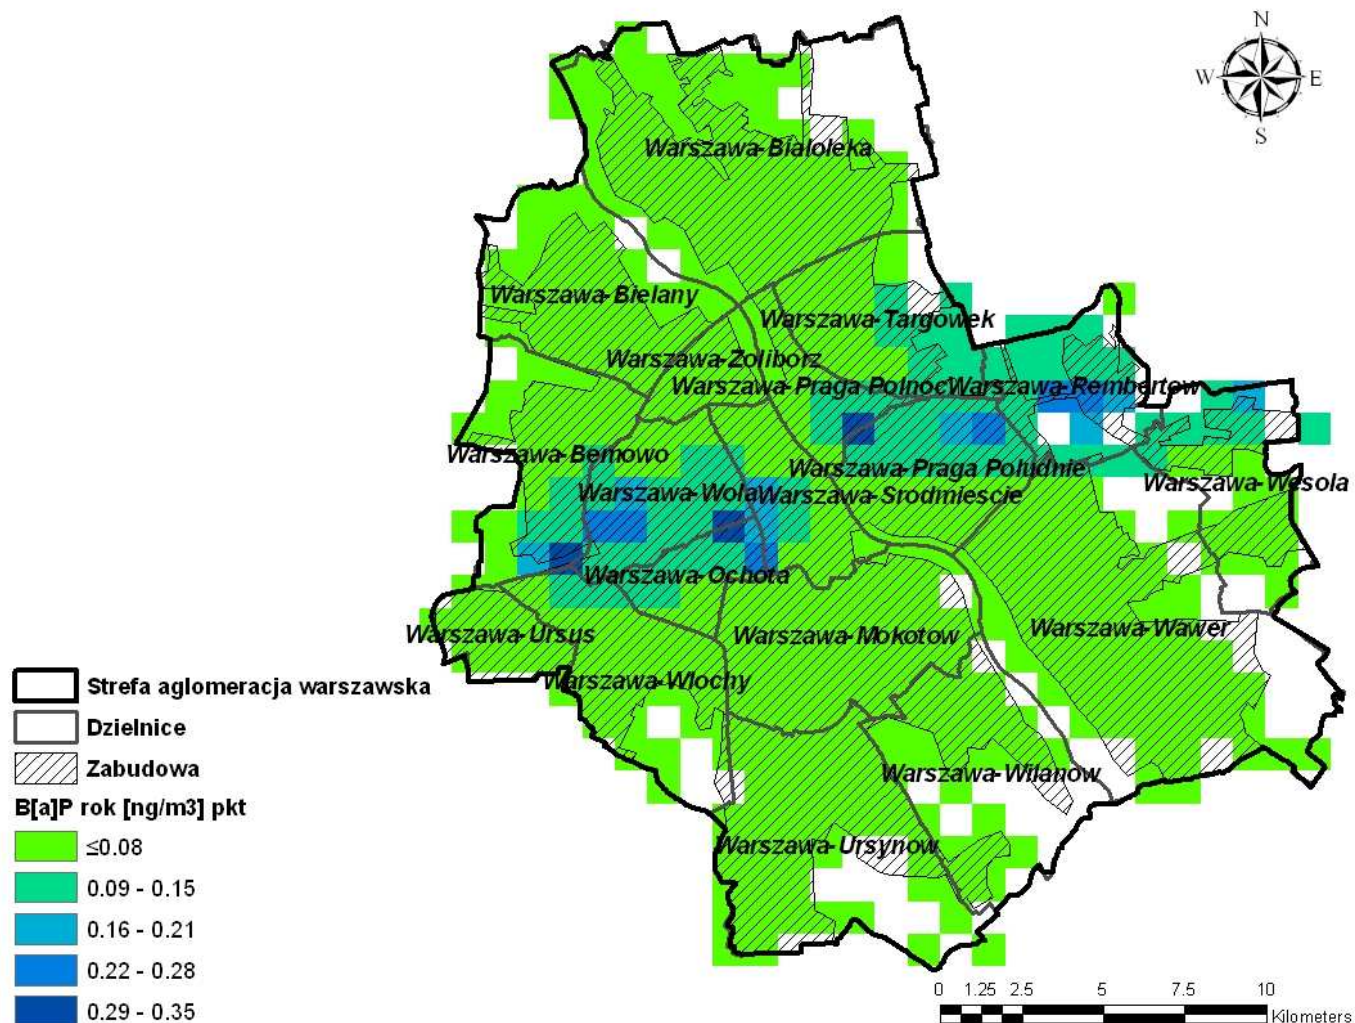 N
W E
S
Warszawa-Bialoleka
Warszawa-Bielany
Warszawa-Targowek
Warszawa-Zoliborz
Warszawa-Praga Polnoc
Warszawa-Rembertow
Warszawa-Bemowo
Warszawa-Praga Poludnie
Warszawa-Wola
Warszawa-Srodmiescie
Warszawa-Wesola
Warszawa-Ochota
Warszawa-Ursus
Warszawa-Mokotow
Warszawa-Wawer
Warszawa-Wlochy
Warszawa-Wilanow
Warszawa-Ursynow
Strefa aglomeracja warszawska
Dzielnice
Zabudowa
B[a]P rok [ng/m3] pkt
≤0.08
0.09 - 0.15
0.16 - 0.21
0.22 - 0.28
0.29 - 0.35
0 1.25 2.5 5 7.5 10
Kilometers